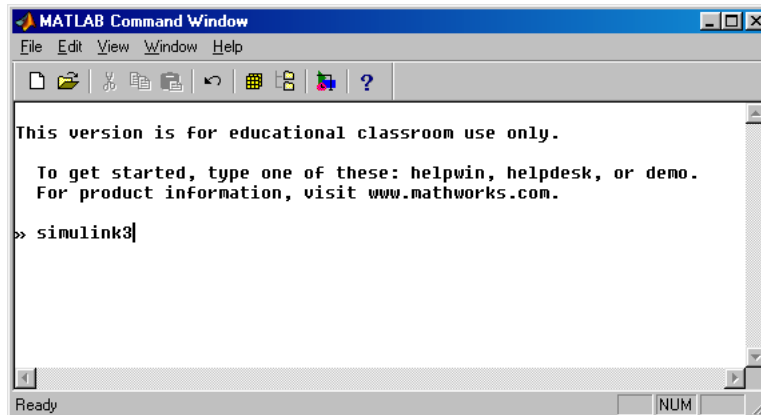 MATLAB Command Window
File Edit View Window Help
?
This version is for educational classroom use only.
To get started, type one of these: helpwin, helpdesk, or demo.
For product information, visit www.mathworks.com.
» simulink3
Ready NUM